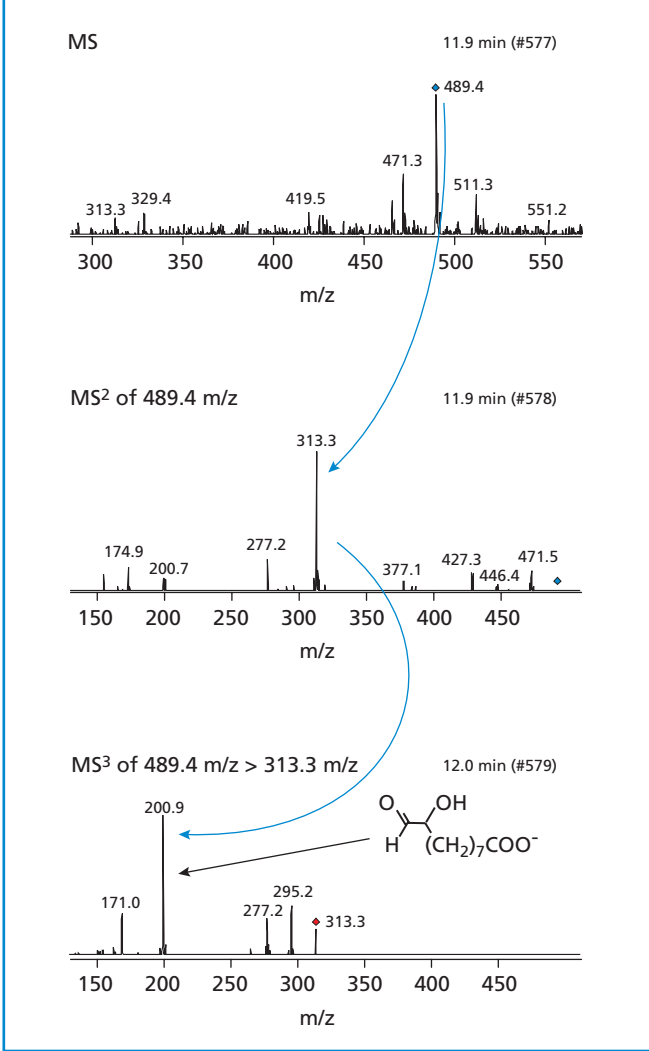 MS 11.9 min (#577)
489.4
471.3
511.3
313.3 329.4 419.5 551.2
300 350 400 450 500 550
m/z
MS² of 489.4 m/z 11.9 min (#578)
313.3
277.2
174.9 200.7 377.1 427.3 446.4 471.5
150 200 250 300 350 400 450
m/z
MS³ of 489.4 m/z > 313.3 m/z 12.0 min (#579)
200.9
O OH
H (CH₂)₇COO⁻
171.0 277.2 295.2 313.3
150 200 250 300 350 400 450
m/z